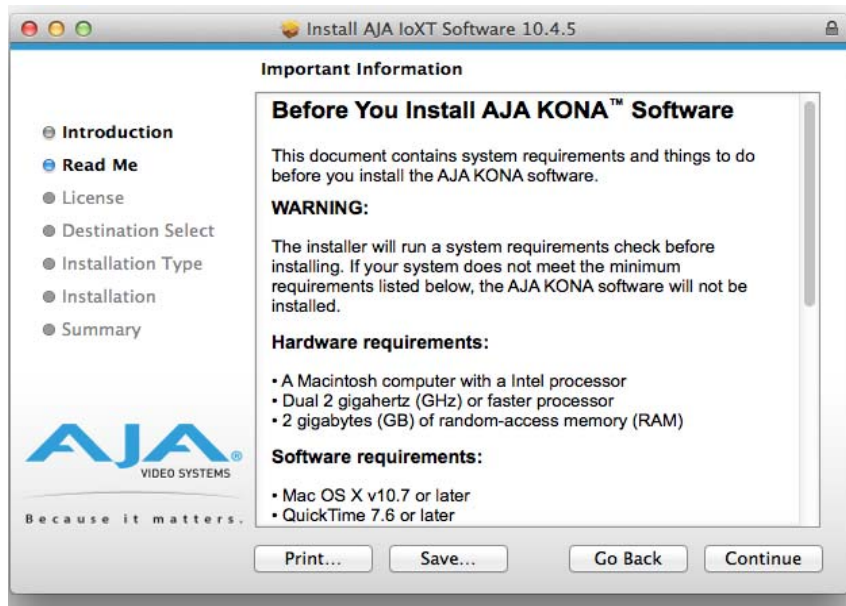 Install AJA IoXT Software 10.4.5
Important Information
Introduction
Read Me
License
Destination Select
Installation Type
Installation
Summary
AJA®
VIDEO SYSTEMS
Because it matters.
Before You Install AJA KONA™ Software
This document contains system requirements and things to do
before you install the AJA KONA software.
WARNING:
The installer will run a system requirements check before
installing. If your system does not meet the minimum
requirements listed below, the AJA KONA software will not be
installed.
Hardware requirements:
• A Macintosh computer with a Intel processor
• Dual 2 gigahertz (GHz) or faster processor
• 2 gigabytes (GB) of random-access memory (RAM)
Software requirements:
• Mac OS X v10.7 or later
• QuickTime 7.6 or later
Print... Save... Go Back Continue